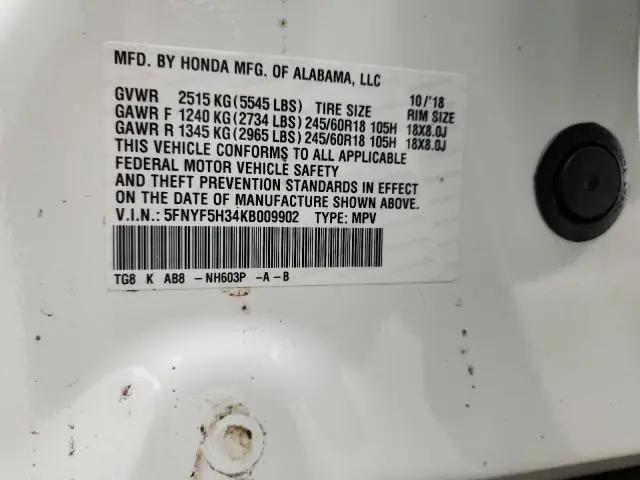 MFD. BY HONDA MFG. OF ALABAMA, LLC
GVWR 2515 KG(5545 LBS) TIRE SIZE 10/'18 RIM SIZE
GAWR F 1240 KG(2734 LBS) 245/60R18 105H 18X8.0J
GAWR R 1345 KG(2965 LBS) 245/60R18 105H 18X8.0J
THIS VEHICLE CONFORMS TO ALL APPLICABLE
FEDERAL MOTOR VEHICLE SAFETY
AND THEFT PREVENTION STANDARDS IN EFFECT
ON THE DATE OF MANUFACTURE SHOWN ABOVE.
V.I.N.: 5FNYF5H34KB009902 TYPE: MPV
TG8 K AB8 -NH603P -A-B